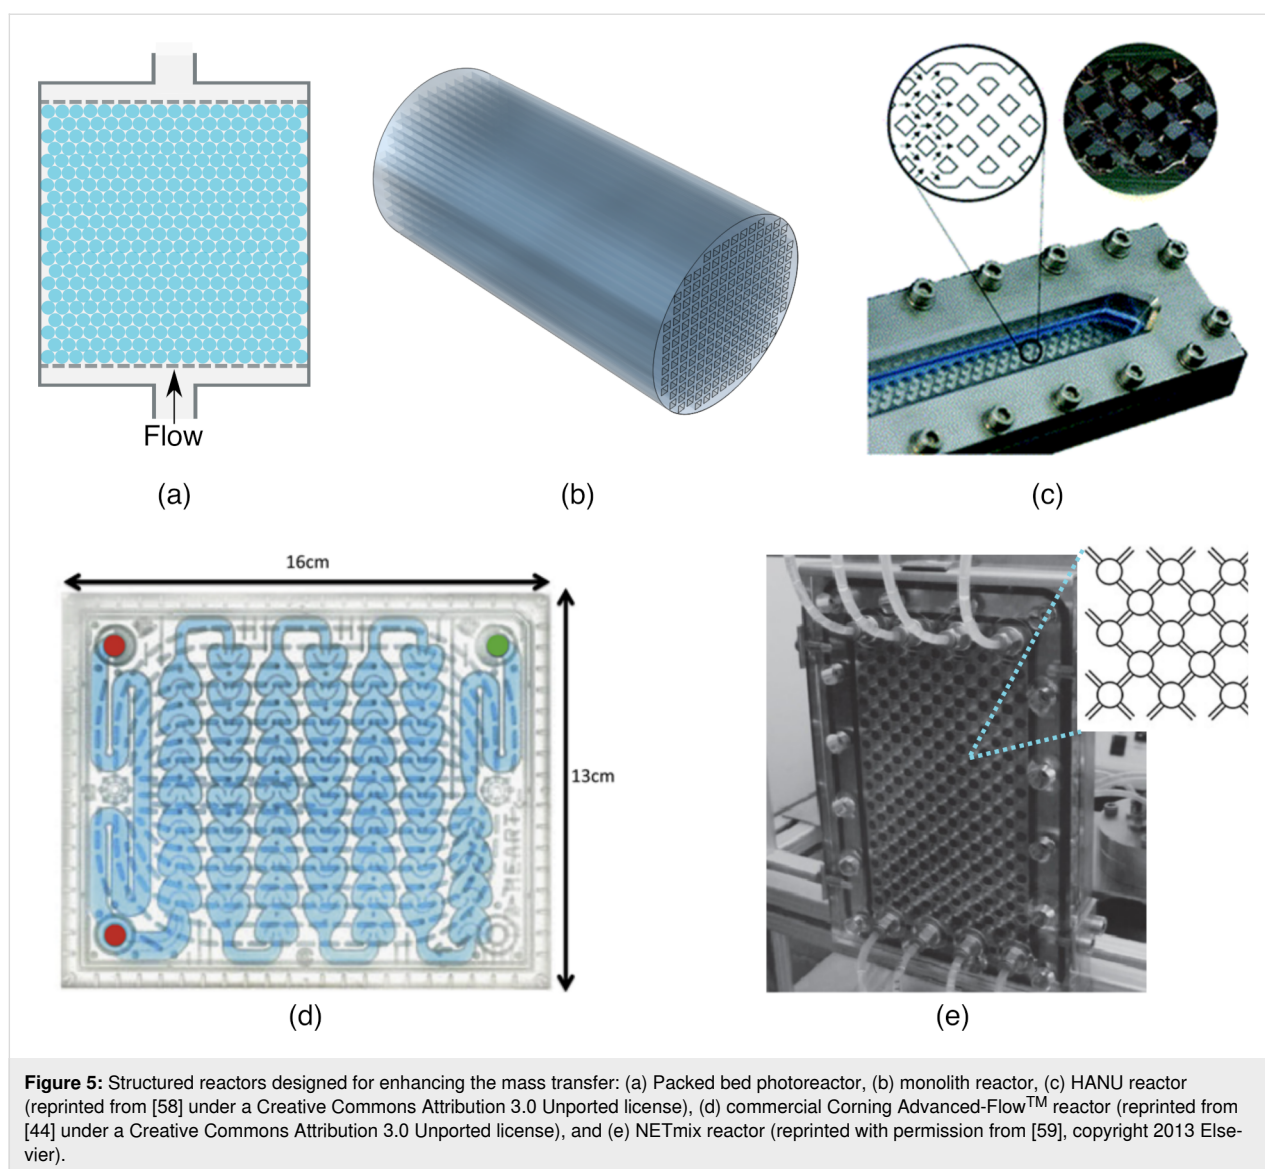 Flow
(a)
(b)
(c)
16cm
13cm
(d)
(e)
Figure 5: Structured reactors designed for enhancing the mass transfer: (a) Packed bed photoreactor, (b) monolith reactor, (c) HANU reactor
(reprinted from [58] under a Creative Commons Attribution 3.0 Unported license), (d) commercial Corning Advanced-Flow™ reactor (reprinted from
[44] under a Creative Commons Attribution 3.0 Unported license), and (e) NETmix reactor (reprinted with permission from [59], copyright 2013 Else-
vier).